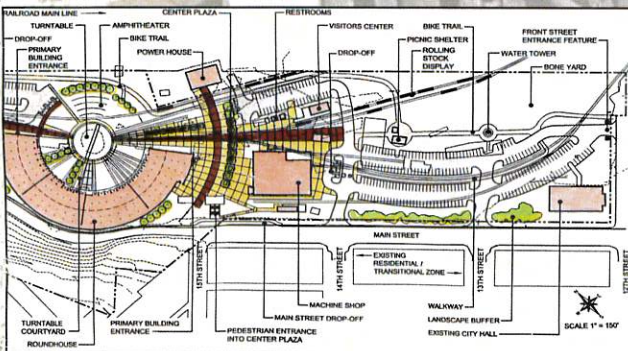 RAILROAD MAIN LINE
TURNTABLE
DROP-OFF
PRIMARY
BUILDING
ENTRANCE
AMPHITHEATER
BIKE TRAIL
CENTER PLAZA
POWER HOUSE
RESTROOMS
VISITORS CENTER
DROP-OFF
BIKE TRAIL
PICNIC SHELTER
ROLLING
STOCK
DISPLAY
WATER TOWER
FRONT STREET
ENTRANCE FEATURE
BONE YARD
MAIN STREET
15TH STREET
14TH STREET
EXISTING
RESIDENTIAL /
TRANSITIONAL ZONE
13TH STREET
12TH STREET
TURNTABLE
COURTYARD
ROUNDHOUSE
PRIMARY BUILDING
ENTRANCE
MACHINE SHOP
MAIN STREET DROP-OFF
PEDESTRIAN ENTRANCE
INTO CENTER PLAZA
WALKWAY
LANDSCAPE BUFFER
EXISTING CITY HALL
SCALE 1" = 150'